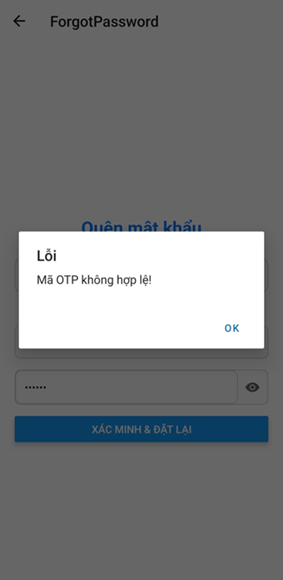 ForgotPassword
Quên mật khẩu
Lỗi
Mã OTP không hợp lệ!
OK
XÁC MINH & ĐẶT LẠI